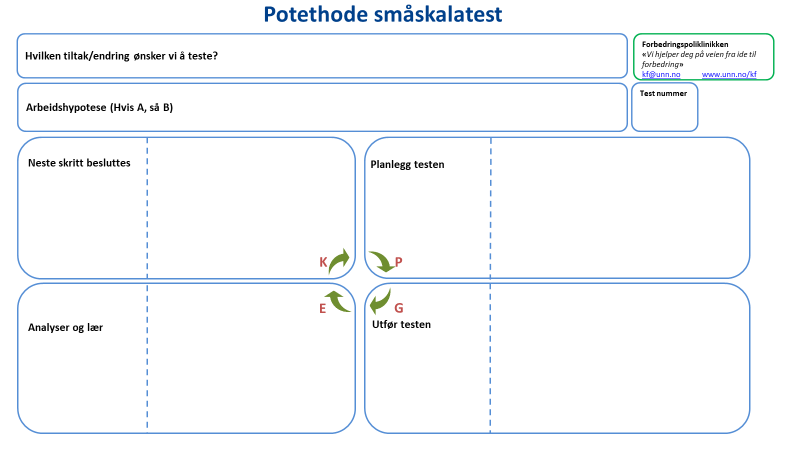 Potethode småskalatest
Hvilken tiltak/endring ønsker vi å teste?
Forbedringspoliklinikken
«Vi hjelper deg på veien fra ide til
forbedring»
kf@unn.no www.unn.no/kf
Arbeidshypotese (Hvis A, så B)
Test nummer
Neste skritt besluttes
Planlegg testen
K
P
E
G
Analyser og lær
Utfør testen